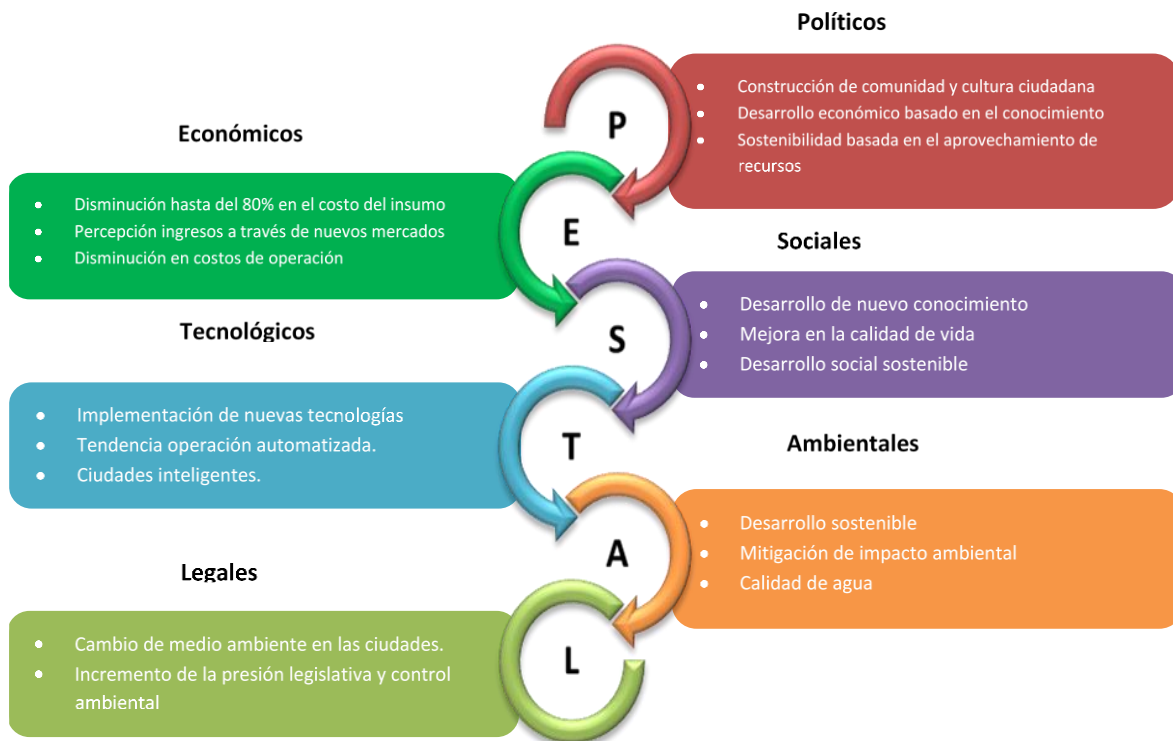 Políticos
P
Construcción de comunidad y cultura ciudadana
Desarrollo económico basado en el conocimiento
Sostenibilidad basada en el aprovechamiento de
recursos
Económicos
E
Disminución hasta del 80% en el costo del insumo
Percepción ingresos a través de nuevos mercados
Disminución en costos de operación
Sociales
S
Desarrollo de nuevo conocimiento
Mejora en la calidad de vida
Desarrollo social sostenible
Tecnológicos
T
Implementación de nuevas tecnologías
Tendencia operación automatizada.
Ciudades inteligentes.
Ambientales
A
Desarrollo sostenible
Mitigación de impacto ambiental
Calidad de agua
Legales
L
Cambio de medio ambiente en las ciudades.
Incremento de la presión legislativa y control
ambiental